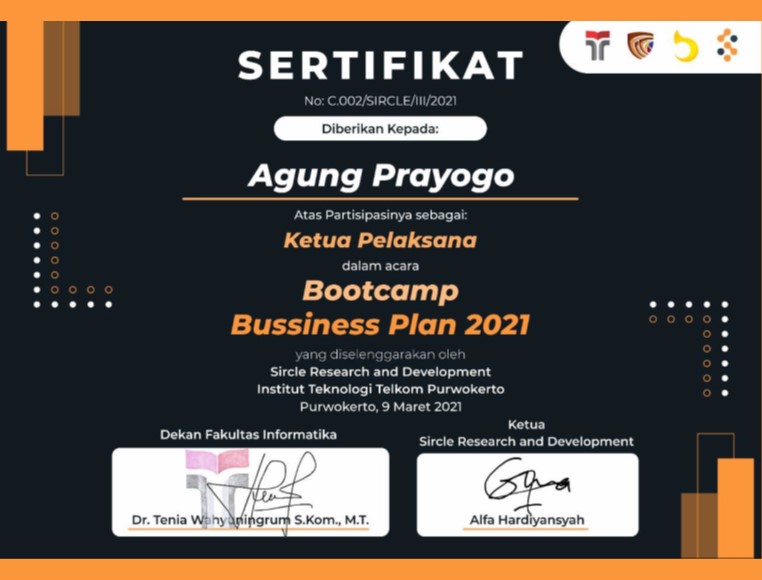 SERTIFIKAT
No: C.002/SIRCLE/III/2021
Diberikan Kepada:
Agung Prayogo
Atas Partisipasinya sebagai:
Ketua Pelaksana
dalam acara
Bootcamp
Bussiness Plan 2021
yang diselenggarakan oleh
Sircle Research and Development
Institut Teknologi Telkom Purwokerto
Purwokerto, 9 Maret 2021
Dekan Fakultas Informatika
Dr. Tenia Wahyuningrum S.Kom., M.T.
Ketua
Sircle Research and Development
Alfa Hardiyansyah